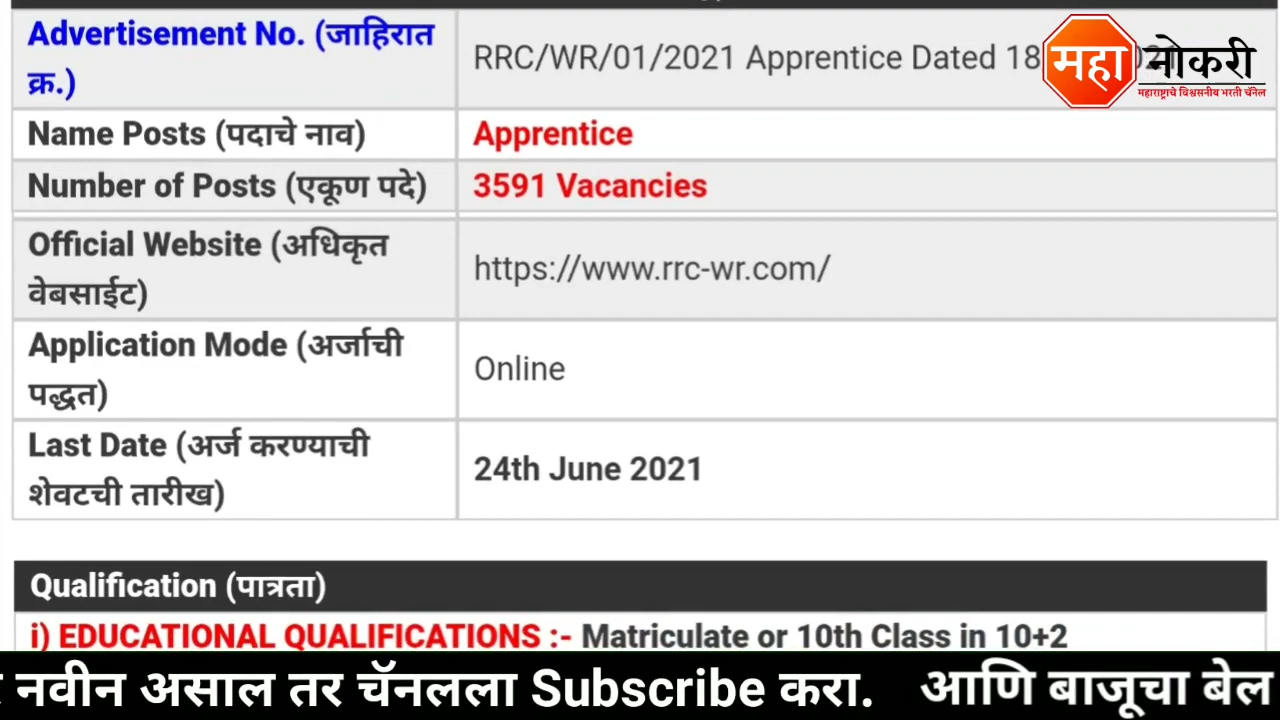 Advertisement No. (जाहिरात
क्र.)
RRC/WR/01/2021 Apprentice Dated 18
महा नोकरी
महाराष्ट्राचे विश्वसनीय भरती चॅनेल
Name Posts (पदाचे नाव)
Apprentice
Number of Posts (एकूण पदे)
3591 Vacancies
Official Website (अधिकृत
वेबसाईट)
https://www.rrc-wr.com/
Application Mode (अर्जाची
पद्धत)
Online
Last Date (अर्ज करण्याची
शेवटची तारीख)
24th June 2021
Qualification (पात्रता)
i) EDUCATIONAL QUALIFICATIONS :- Matriculate or 10th Class in 10+2
नवीन असाल तर चॅनलला Subscribe करा. आणि बाजूचा बेल